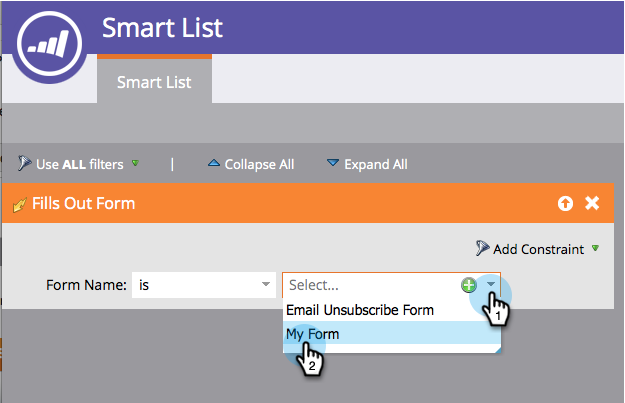 Smart List
Smart List
Use ALL filters | Collapse All Expand All
Fills Out Form
Add Constraint
Form Name: is Select...
1
Email Unsubscribe Form
My Form
2